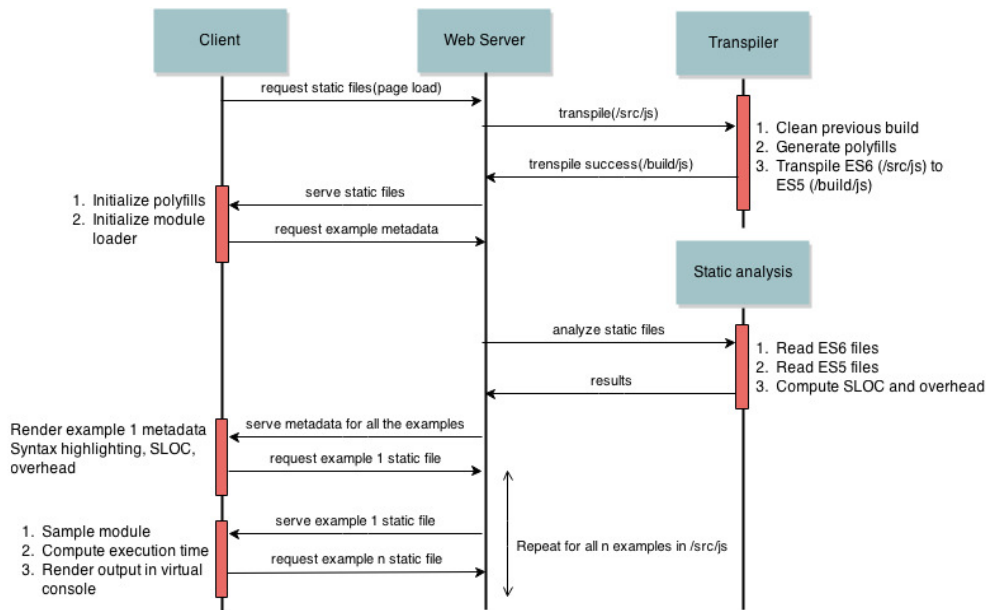 Client
Web Server
Transpiler
request static files(page load)
transpile(/src/js)
1. Clean previous build
2. Generate polyfills
3. Transpile ES6 (/src/js) to
ES5 (/build/js)
trenspile success(/build/js)
serve static files
1. Initialize polyfills
2. Initialize module
loader
request example metadata
Static analysis
analyze static files
1. Read ES6 files
2. Read ES5 files
3. Compute SLOC and overhead
results
serve metadata for all the examples
Render example 1 metadata
Syntax highlighting, SLOC,
overhead
request example 1 static file
serve example 1 static file
1. Sample module
2. Compute execution time
3. Render output in virtual
console
request example n static file
Repeat for all n examples in /src/js